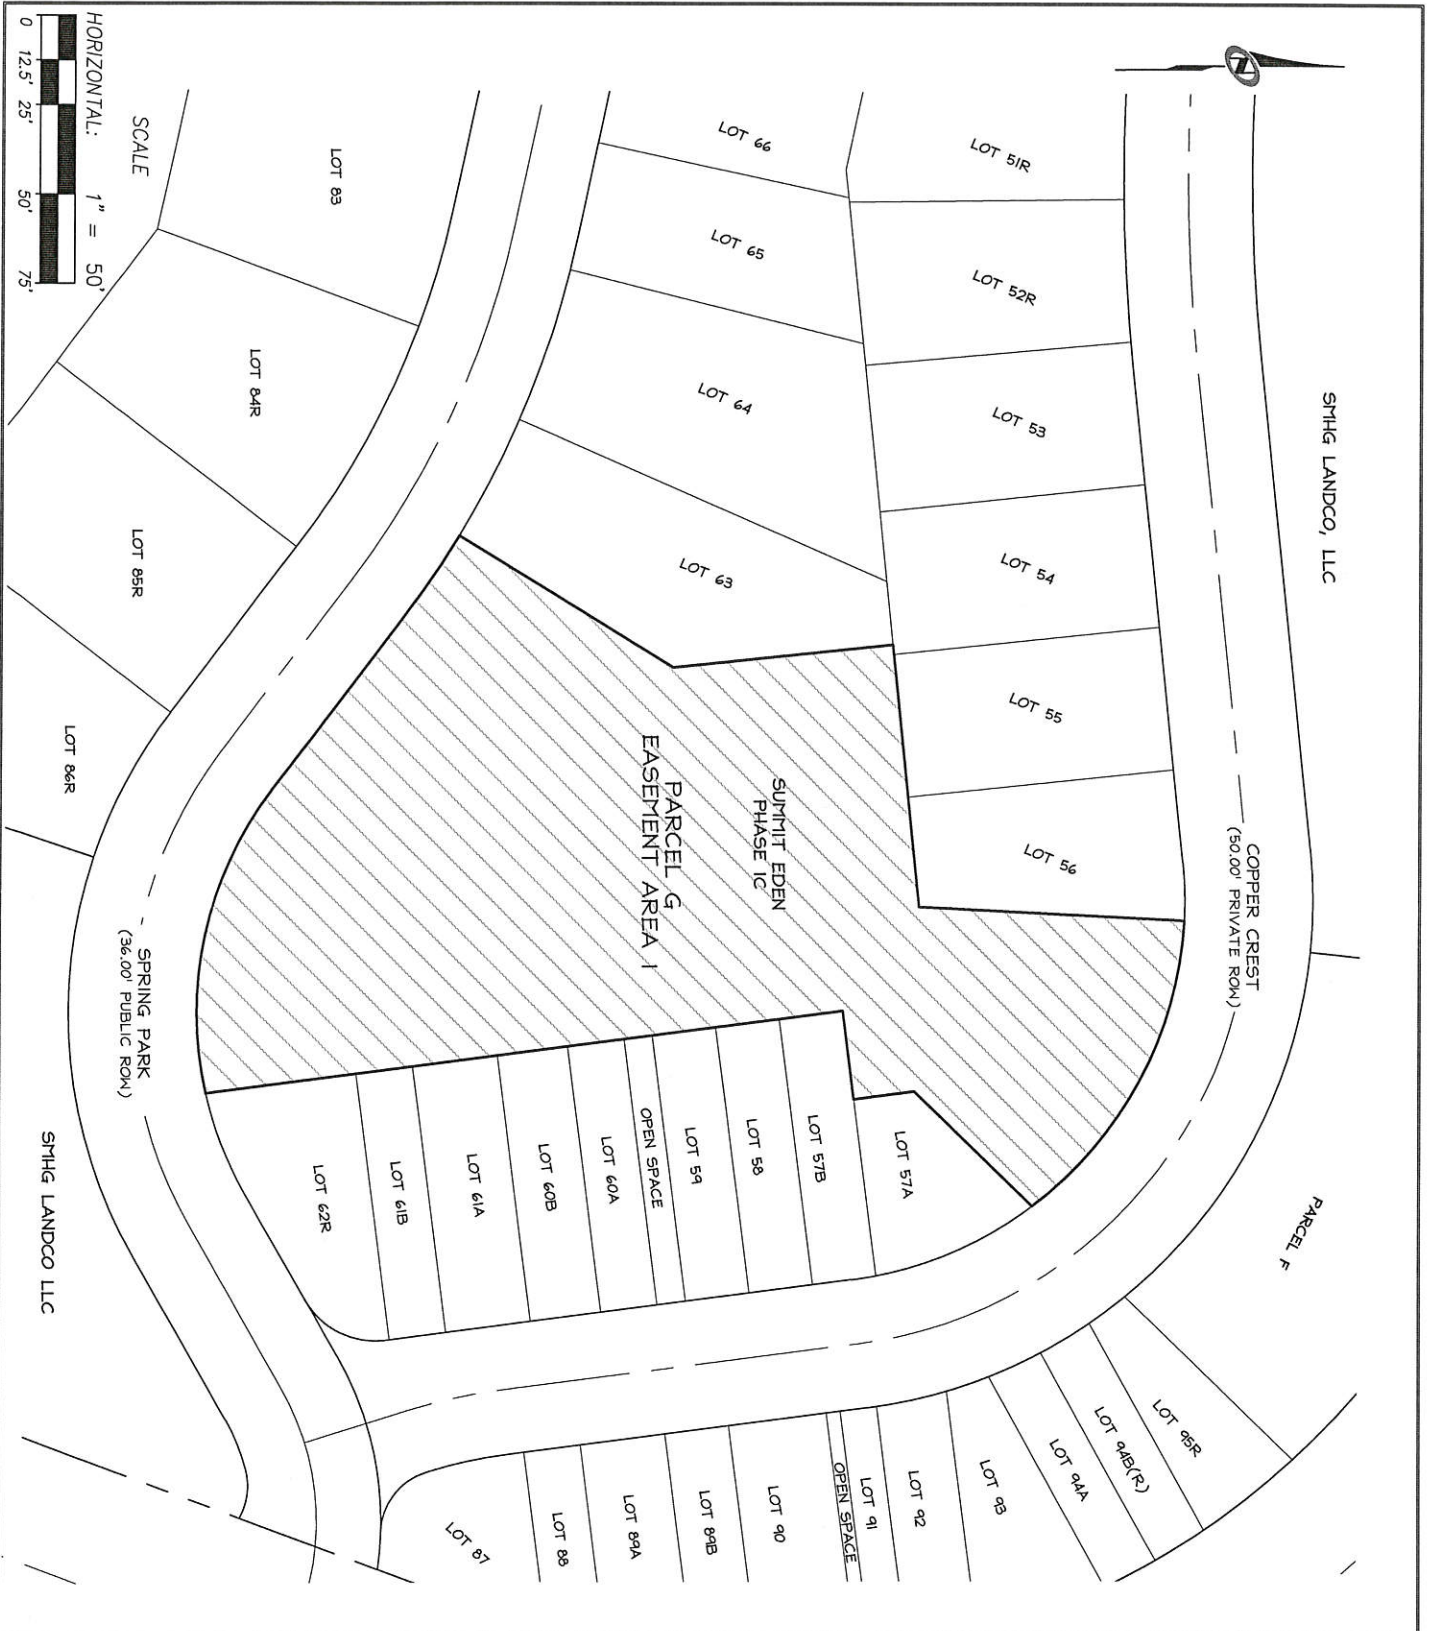 SMHG LANDCO, LLC
COPPER CREST
(50.00' PRIVATE ROW)
PARCEL F
LOT 51R
LOT 52R
LOT 53
LOT 54
LOT 55
LOT 56
LOT 66
LOT 65
LOT 64
LOT 63
SUMMIT EDEN
PHASE 1C
PARCEL G
EASEMENT AREA 1
LOT 57A
LOT 57B
LOT 58
LOT 59
OPEN SPACE
LOT 60A
LOT 60B
LOT 61A
LOT 61B
LOT 62R
LOT 95R
LOT 94B(R)
LOT 94A
LOT 93
LOT 92
LOT 91
OPEN SPACE
LOT 90
LOT 89B
LOT 89A
LOT 88
LOT 87
LOT 83
LOT 84R
LOT 85R
LOT 86R
SPRING PARK
(36.00' PUBLIC ROW)
SMHG LANDCO LLC
SCALE
HORIZONTAL: 1" = 50'
0 12.5' 25' 50' 75'
N